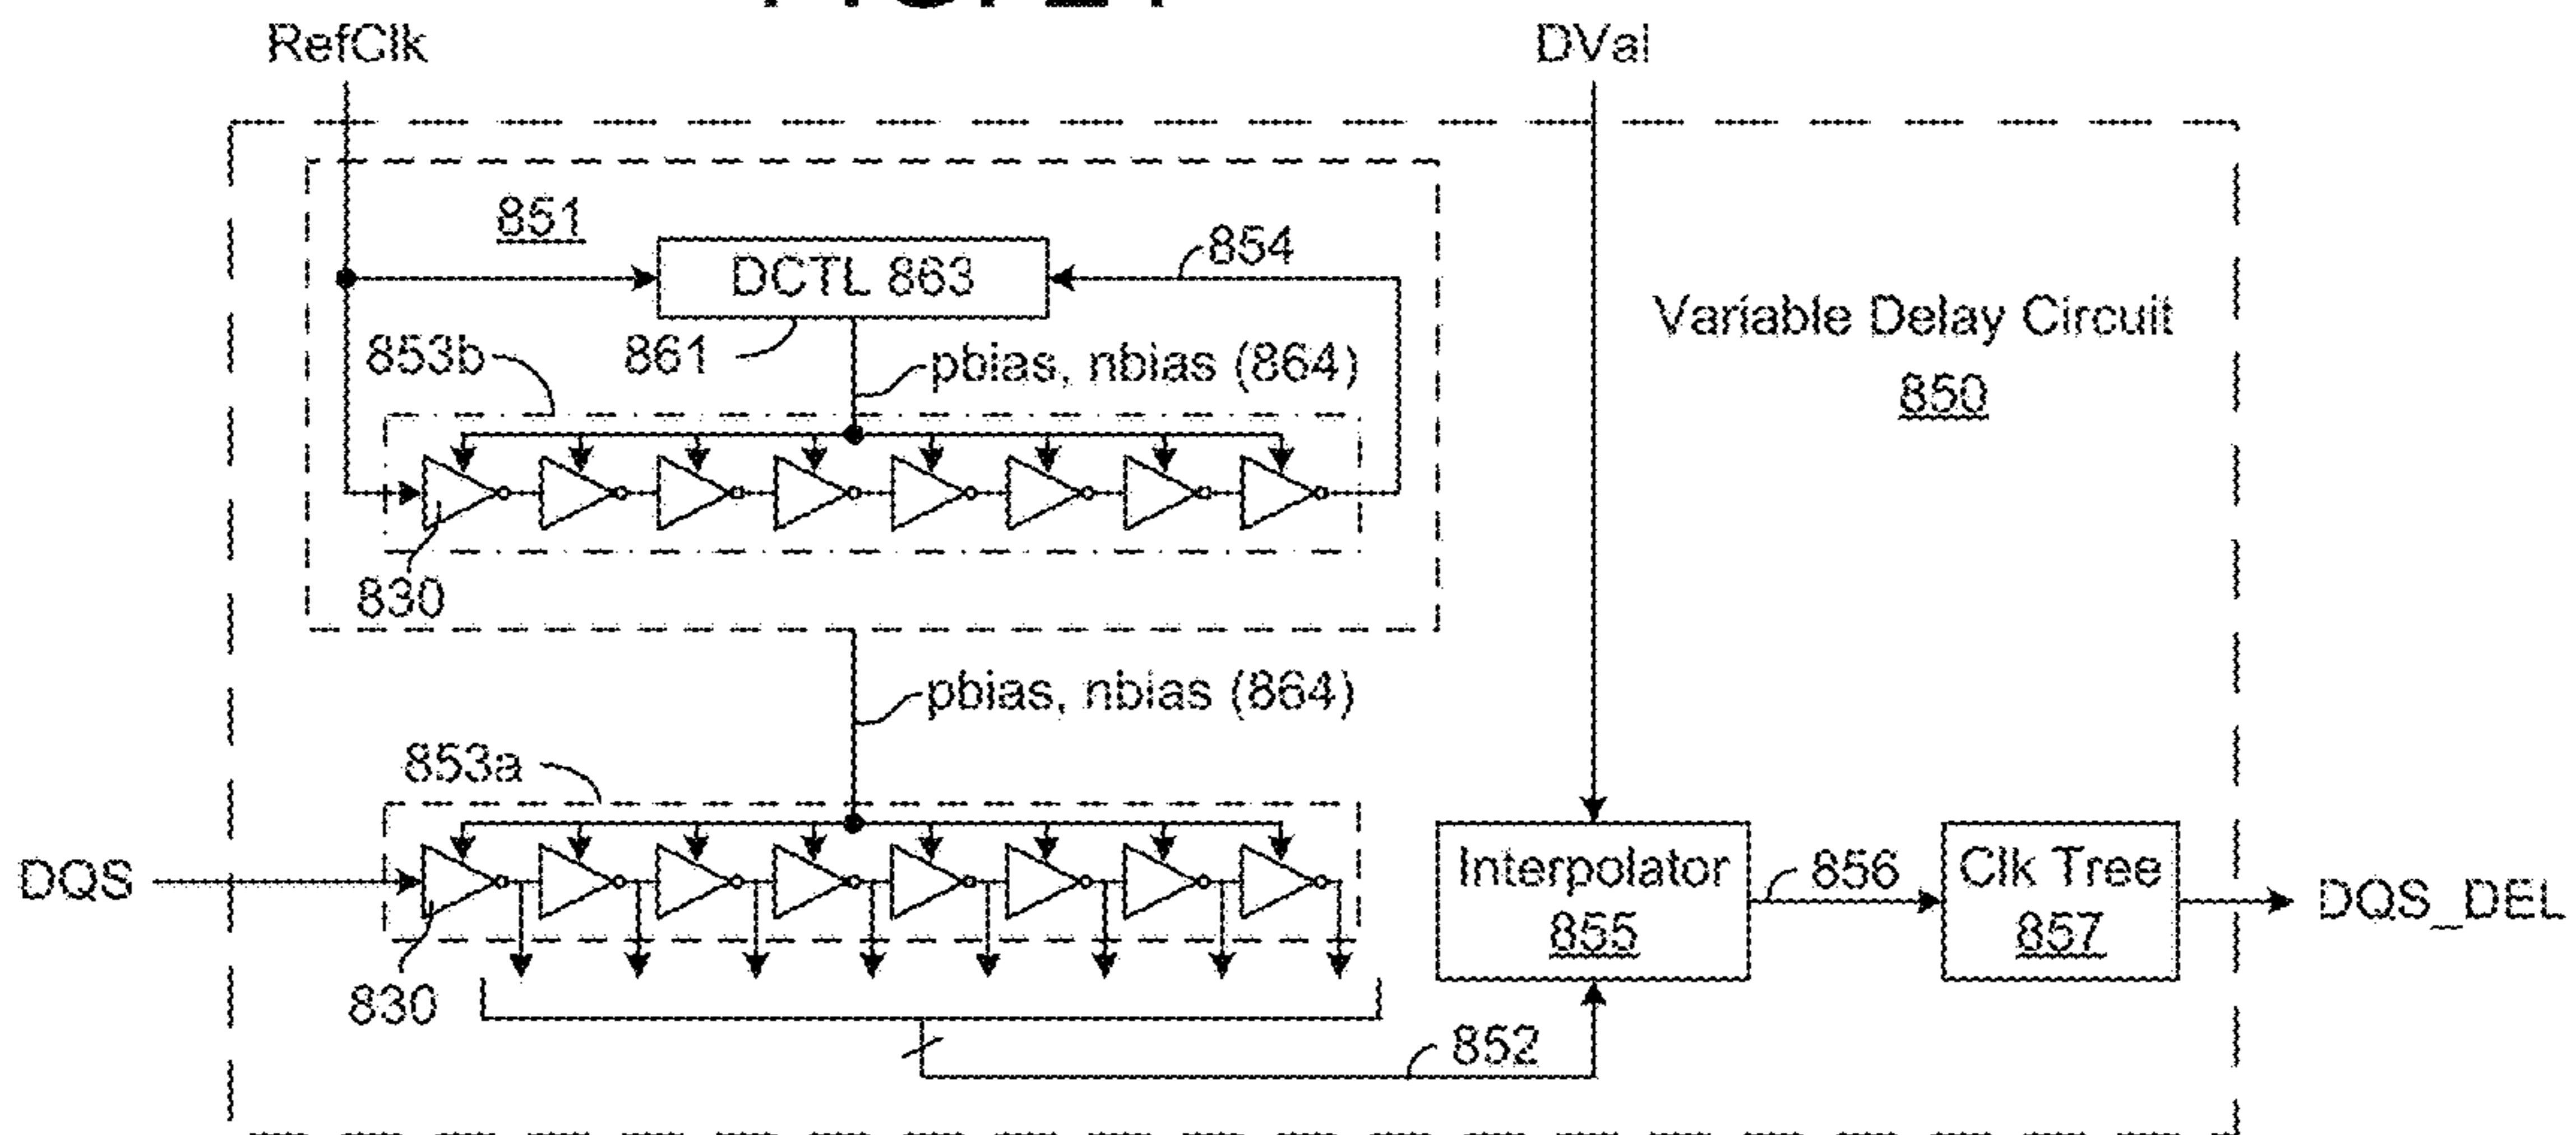 RefClk
DVal
851
DCTL 863
854
Variable Delay Circuit
850
853b
861
pbias, nbias (864)
830
pbias, nbias (864)
853a
DQS
Interpolator
855
856
Clk Tree
857
DQS_DEL
830
852